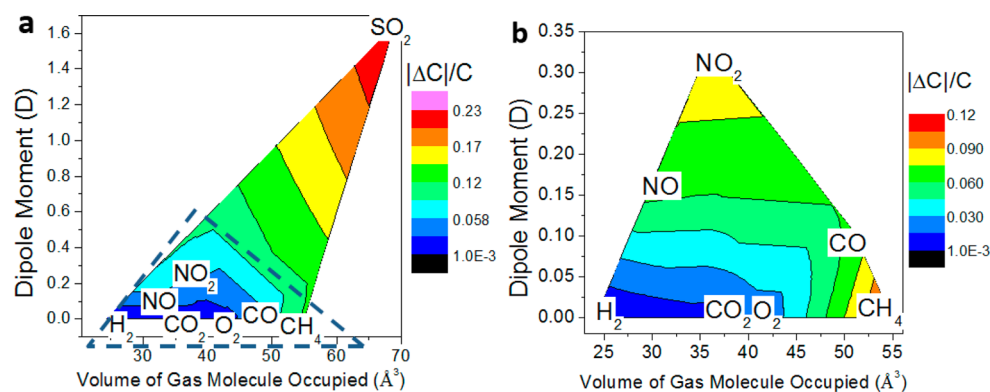 a
SO2
|ΔC|/C
0.23
0.17
0.12
0.058
1.0E-3
Dipole Moment (D)
1.6
1.4
1.2
1.0
0.8
0.6
0.4
0.2
0.0
NO2
NO
H2
CO2
O2
CO
CH4
30
40
50
60
70
Volume of Gas Molecule Occupied (Å³)
b
|ΔC|/C
0.12
0.090
0.060
0.030
1.0E-3
Dipole Moment (D)
0.35
0.30
0.25
0.20
0.15
0.10
0.05
0.00
NO2
NO
CO
H2
CO2
O2
CH4
25
30
35
40
45
50
55
Volume of Gas Molecule Occupied (Å³)